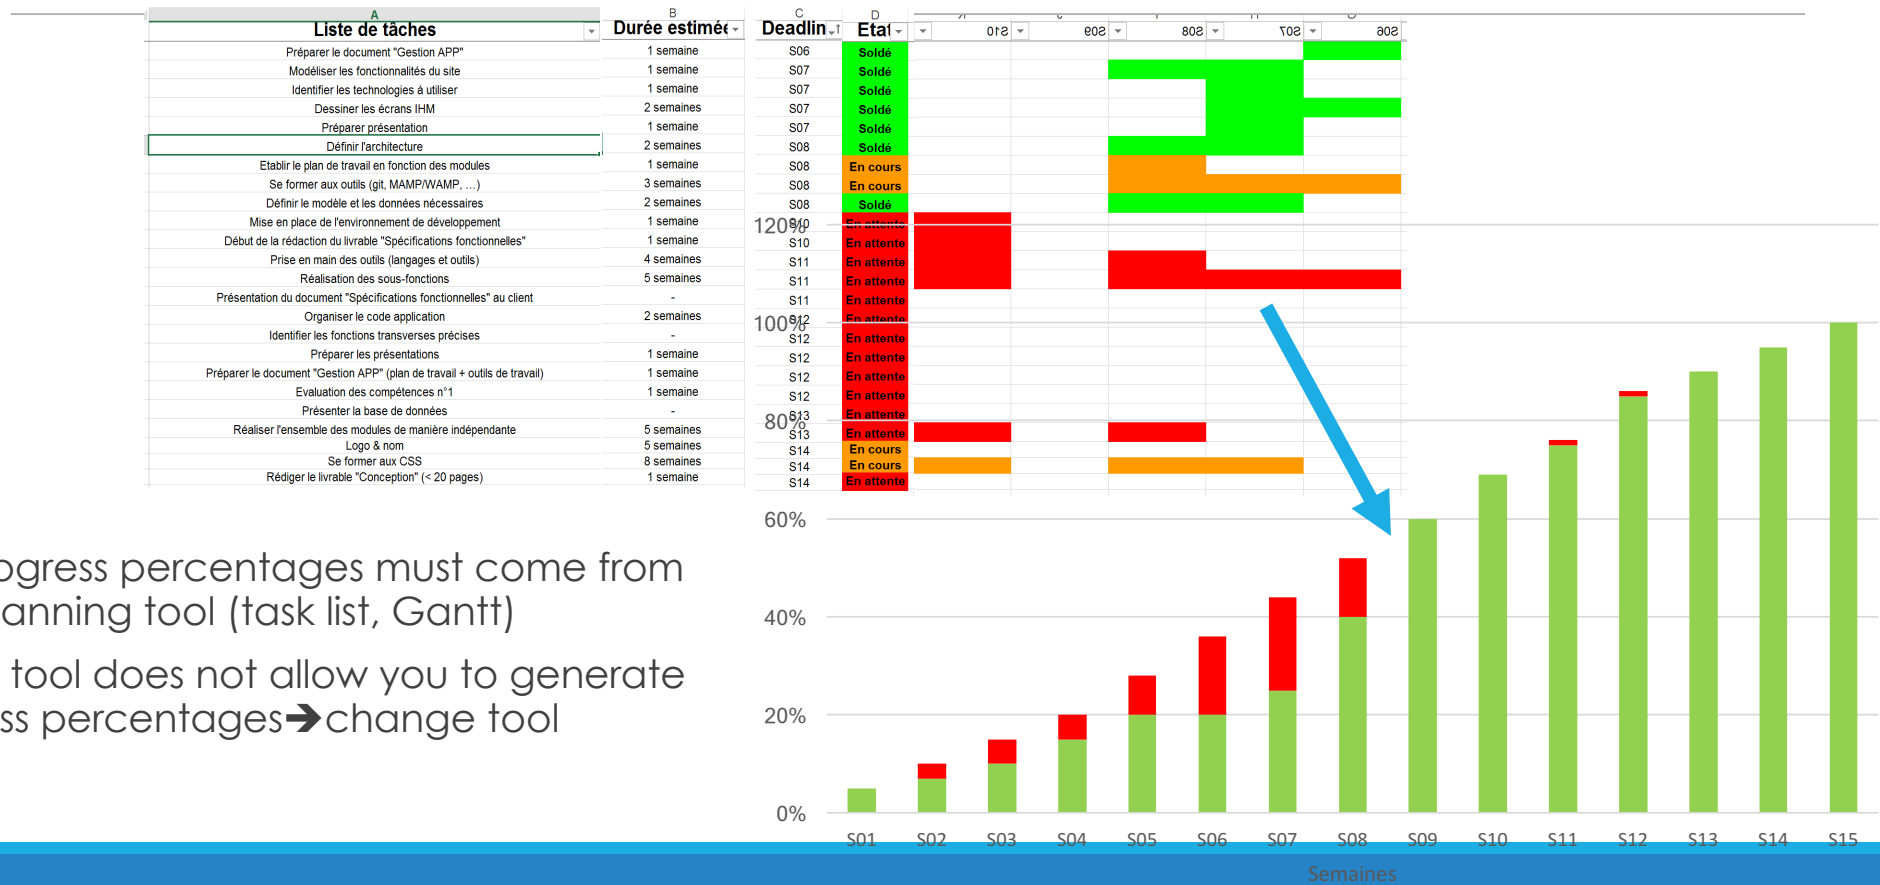 A B C D
Liste de tâches Durée estimée Deadlin Etat S10 S09 S08 S07 S06
Préparer le document "Gestion APP" 1 semaine S06 Soldé
Modéliser les fonctionnalités du site 1 semaine S07 Soldé
Identifier les technologies à utiliser 1 semaine S07 Soldé
Dessiner les écrans IHM 2 semaines S07 Soldé
Préparer présentation 1 semaine S07 Soldé
Définir l'architecture 2 semaines S08 Soldé
Etablir le plan de travail en fonction des modules 1 semaine S08 En cours
Se former aux outils (git, MAMP/WAMP, …) 3 semaines S08 En cours
Définir le modèle et les données nécessaires 2 semaines S08 Soldé
Mise en place de l'environnement de développement 1 semaine S10 En attente
Début de la rédaction du livrable "Spécifications fonctionnelles" 1 semaine S10 En attente
Prise en main des outils (langages et outils) 4 semaines S11 En attente
Réalisation des sous-fonctions 5 semaines S11 En attente
Présentation du document "Spécifications fonctionnelles" au client - S11 En attente
Organiser le code application 2 semaines S12 En attente
Identifier les fonctions transverses précises - S12 En attente
Préparer les présentations 1 semaine S12 En attente
Préparer le document "Gestion APP" (plan de travail + outils de travail) 1 semaine S12 En attente
Evaluation des compétences n°1 1 semaine S12 En attente
Présenter la base de données - S13 En attente
Réaliser l'ensemble des modules de manière indépendante 5 semaines S13 En attente
Logo & nom 5 semaines S14 En cours
Se former aux CSS 8 semaines S14 En cours
Rédiger le livrable "Conception" (< 20 pages) 1 semaine S14 En attente
ogress percentages must come from
anning tool (task list, Gantt)
tool does not allow you to generate
ss percentages➔change tool
120%
100%
80%
60%
40%
20%
0%
S01 S02 S03 S04 S05 S06 S07 S08 S09 S10 S11 S12 S13 S14 S15
Semaines